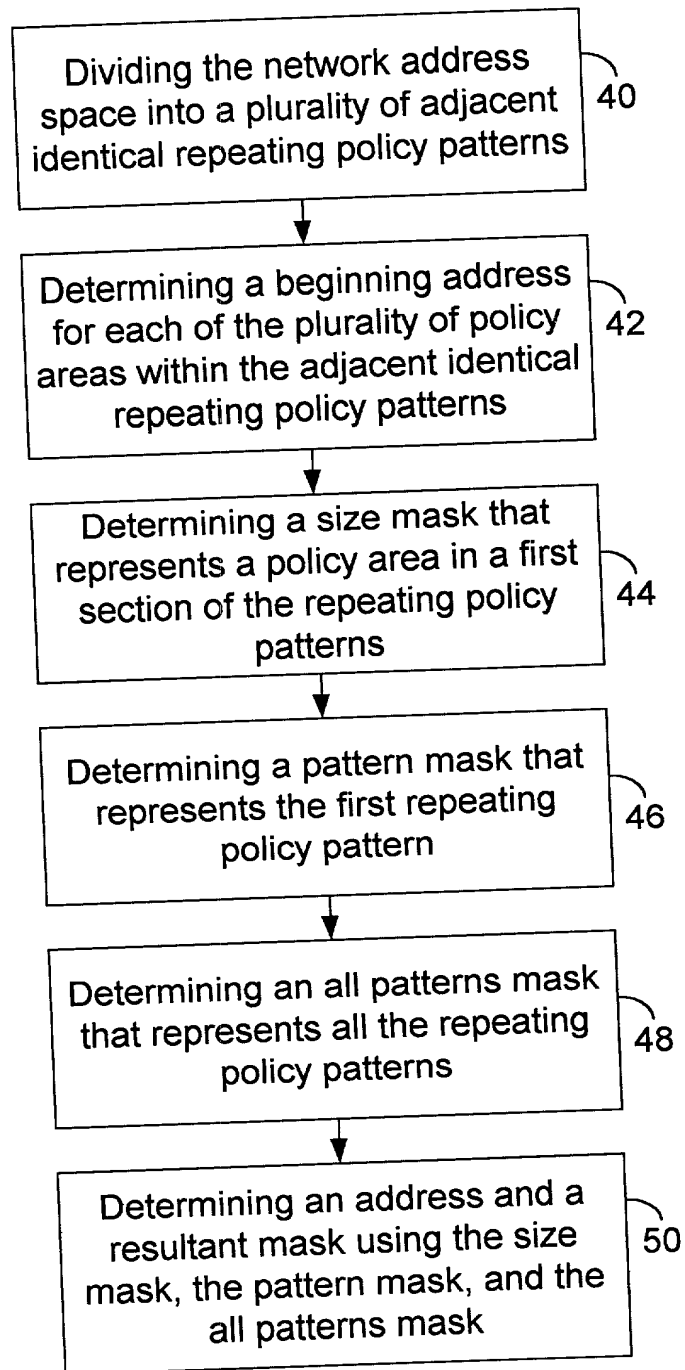 Dividing the network address
space into a plurality of adjacent
identical repeating policy patterns
40
Determining a beginning address
for each of the plurality of policy
areas within the adjacent identical
repeating policy patterns
42
Determining a size mask that
represents a policy area in a first
section of the repeating policy
patterns
44
Determining a pattern mask that
represents the first repeating
policy pattern
46
Determining an all patterns mask
that represents all the repeating
policy patterns
48
Determining an address and a
resultant mask using the size
mask, the pattern mask, and the
all patterns mask
50